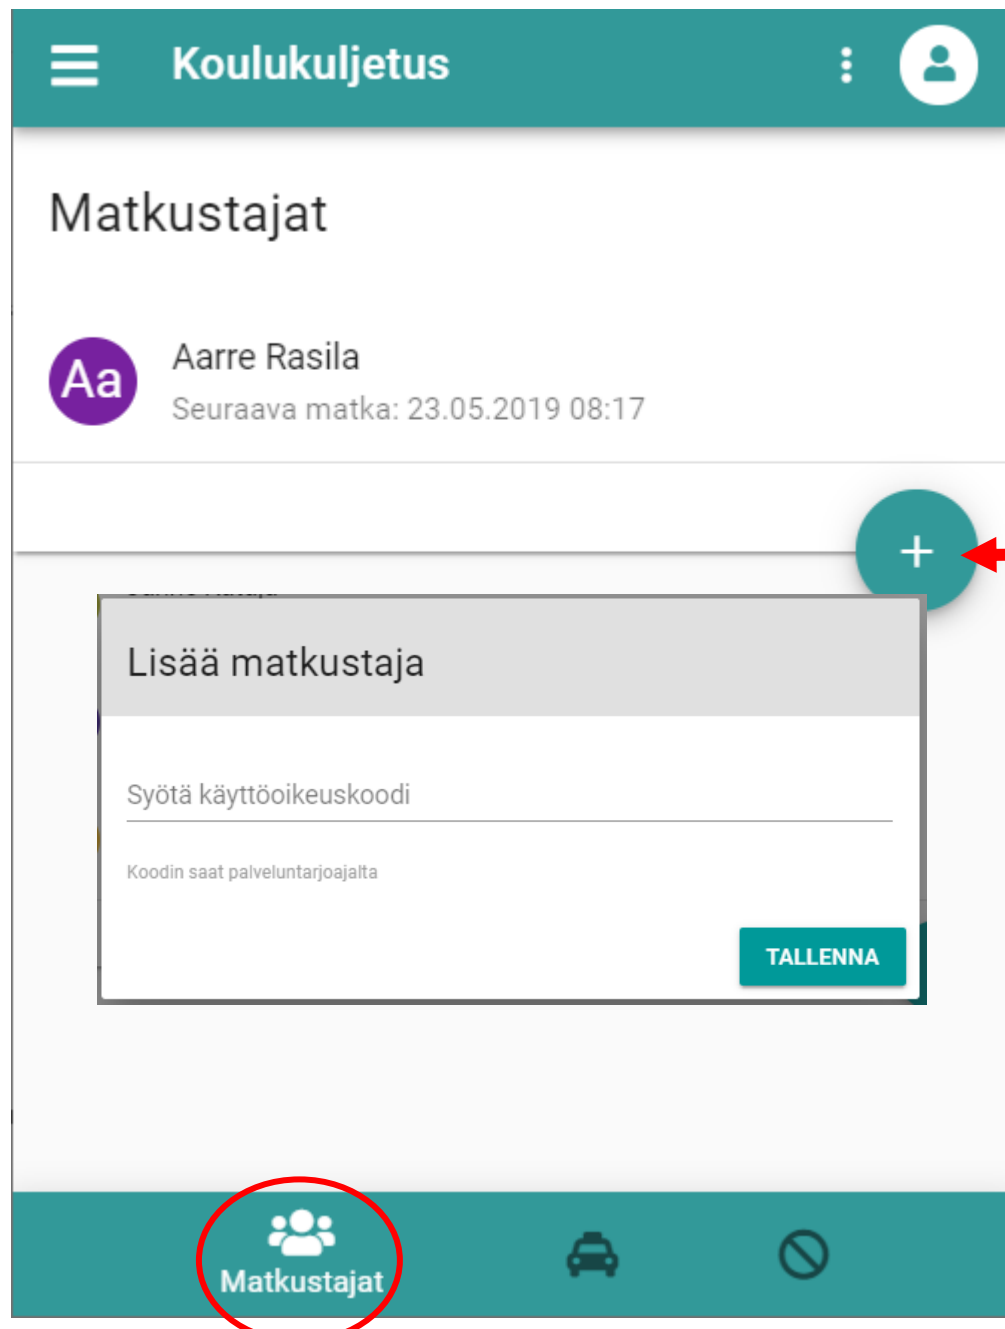 Koulukuljetus
Matkustajat
Aa
Aarre Rasila
Seuraava matka: 23.05.2019 08:17
+
Lisää matkustaja
Syötä käyttöoikeuskoodi
Koodin saat palveluntarjoajalta
TALLENNA
Matkustajat